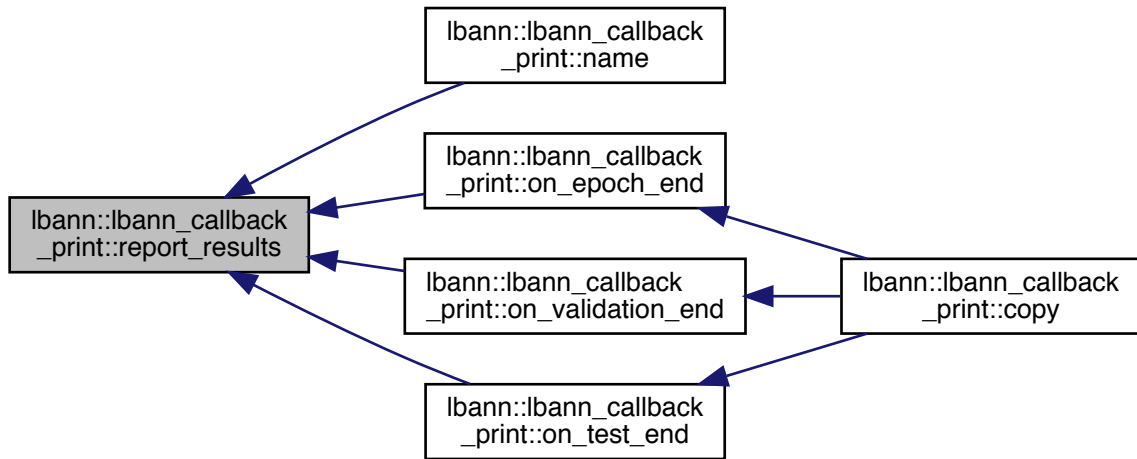 lbann::lbann_callback
_print::name
lbann::lbann_callback
_print::on_epoch_end
lbann::lbann_callback
_print::report_results
lbann::lbann_callback
_print::on_validation_end
lbann::lbann_callback
_print::copy
lbann::lbann_callback
_print::on_test_end